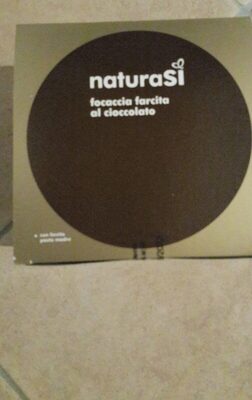 naturaSì
focaccia farcita
al cioccolato
con lievito
pasta madre